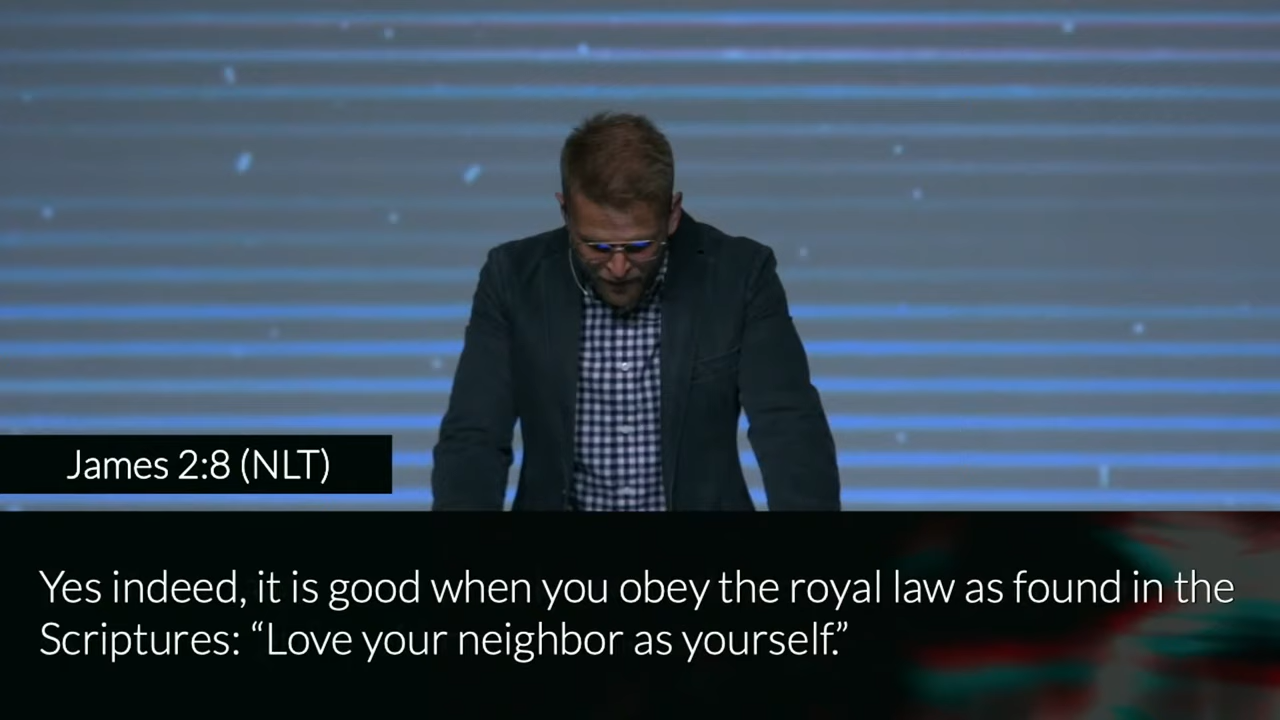 James 2:8 (NLT)
Yes indeed, it is good when you obey the royal law as found in the
Scriptures: “Love your neighbor as yourself.”